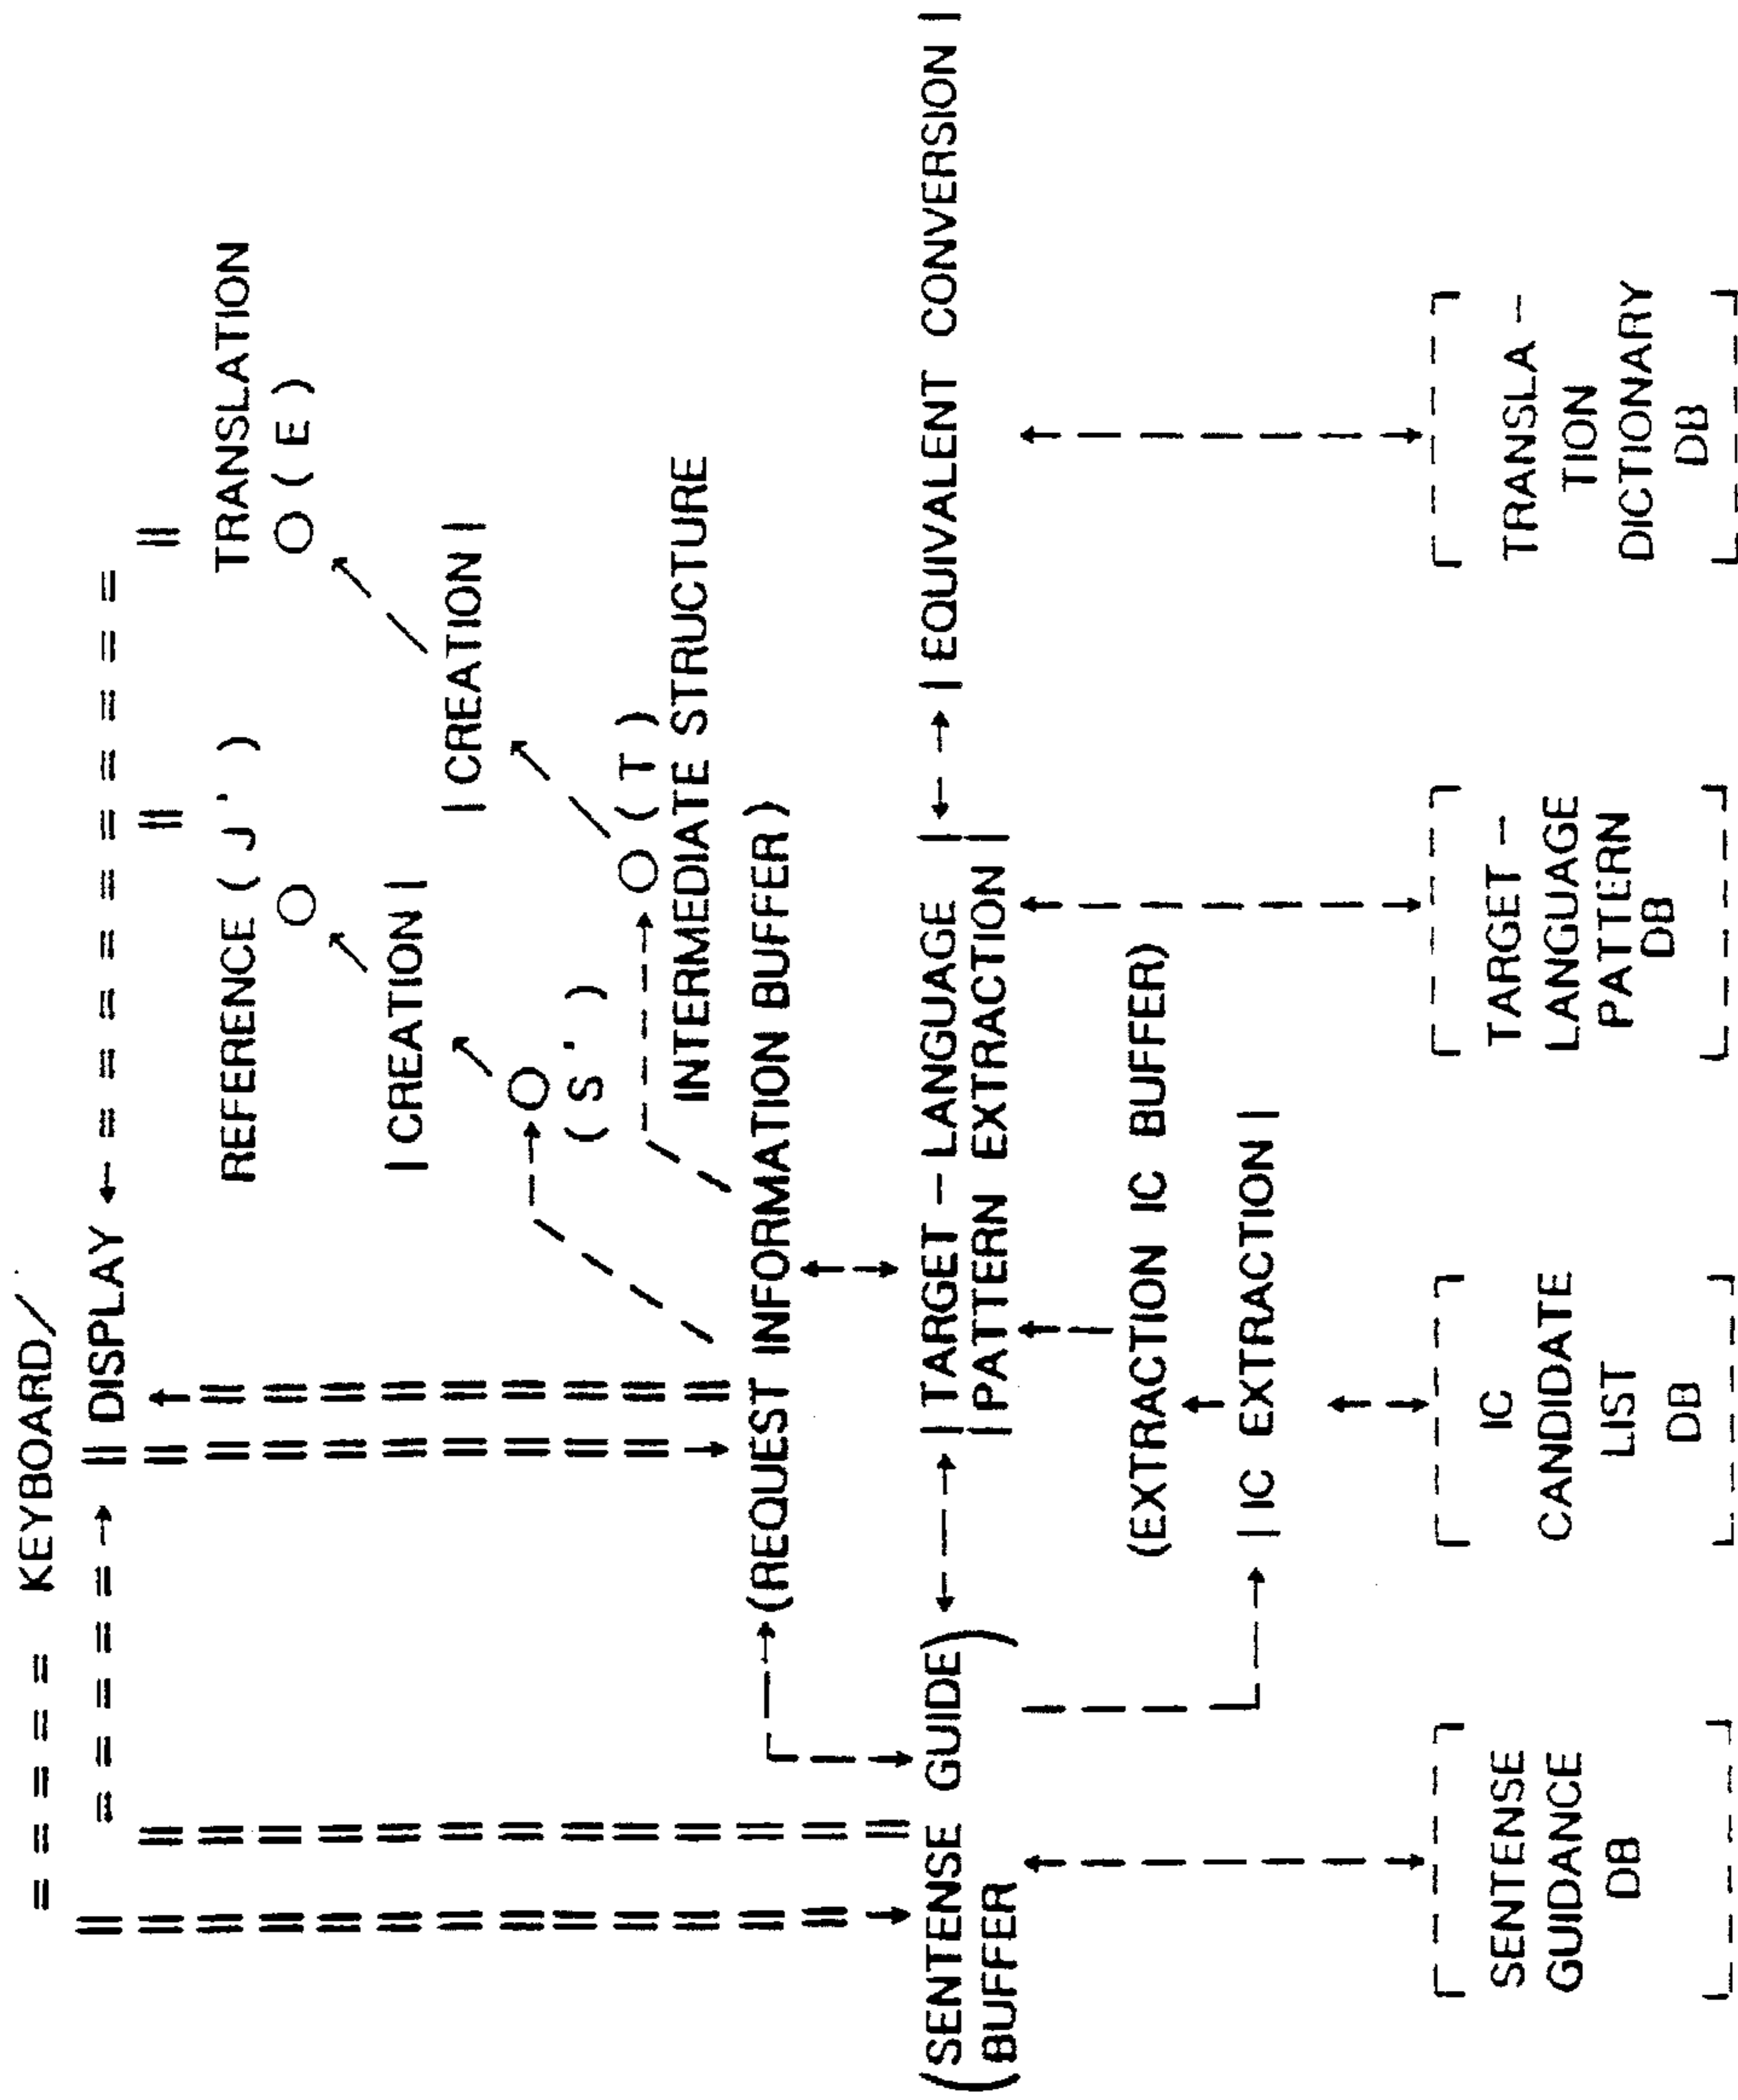 KEYBOARD/
DISPLAY
REFERENCE ( J' )
TRANSLATION
( E )
| CREATION |
| CREATION |
( S' )
( T )
INTERMEDIATE STRUCTURE
(REQUEST INFORMATION BUFFER)
(SENTENSE GUIDE)
BUFFER
| TARGET – LANGUAGE |
| PATTERN EXTRACTION |
| EQUIVALENT CONVERSION |
(EXTRACTION IC BUFFER)
| IC EXTRACTION |
SENTENSE
GUIDANCE
DB
IC
CANDIDATE
LIST
DB
TARGET –
LANGUAGE
PATTERN
DB
TRANSLA –
TION
DICTIONARY
DB